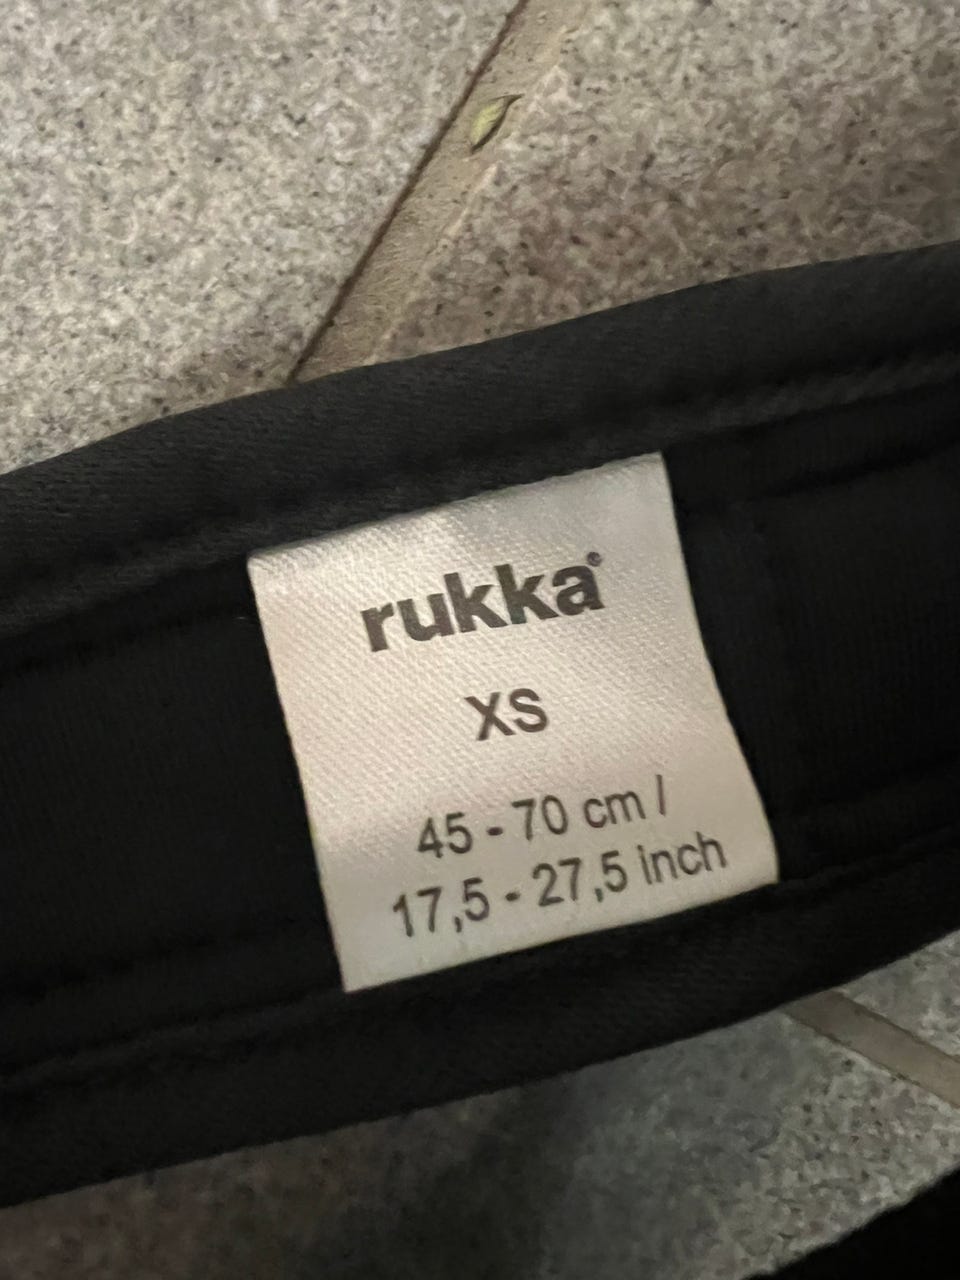 rukka®
XS
45 - 70 cm /
17,5 - 27,5 inch